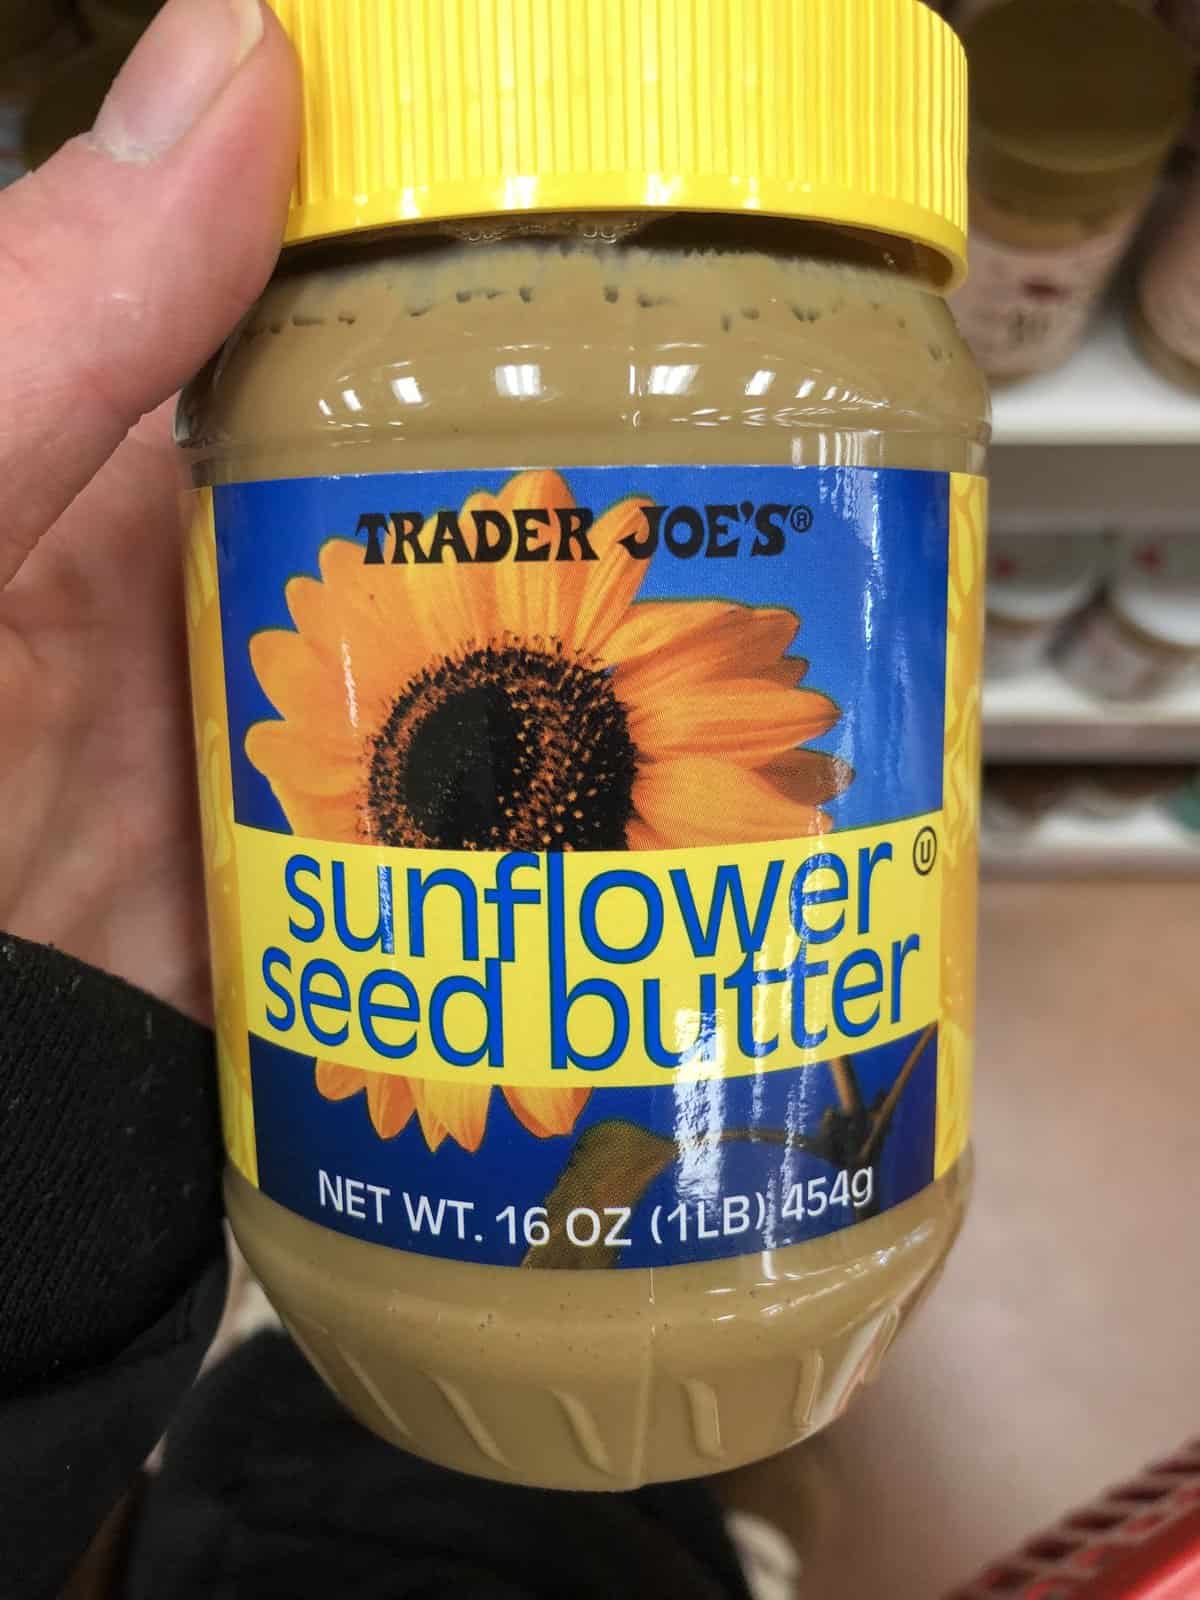 TRADER JOE'S®
sunflower Ⓤ
seed butter
NET WT. 16 OZ (1LB) 454g